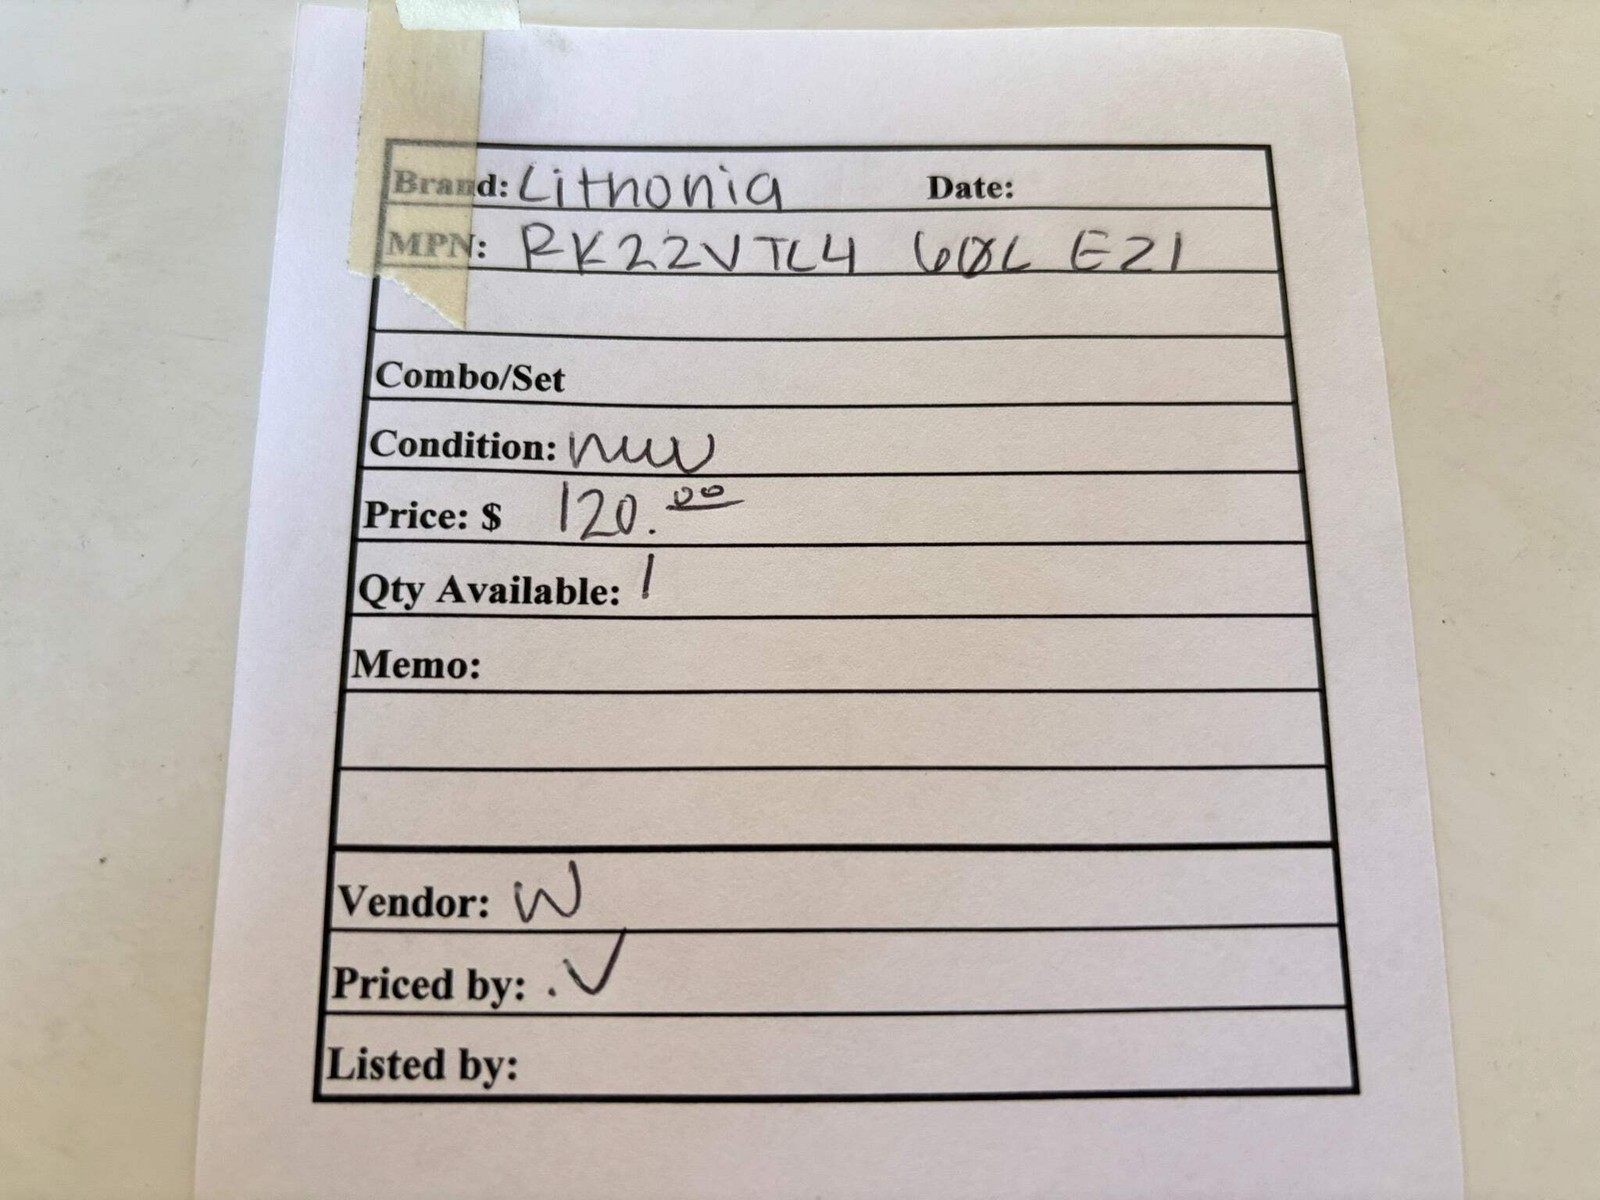 Brand: Lithonia Date:
MPN: RK22VTL4 60L EZ1
Combo/Set
Condition: new
Price: $ 120.00
Qty Available: 1
Memo:
Vendor: W
Priced by: . V
Listed by: